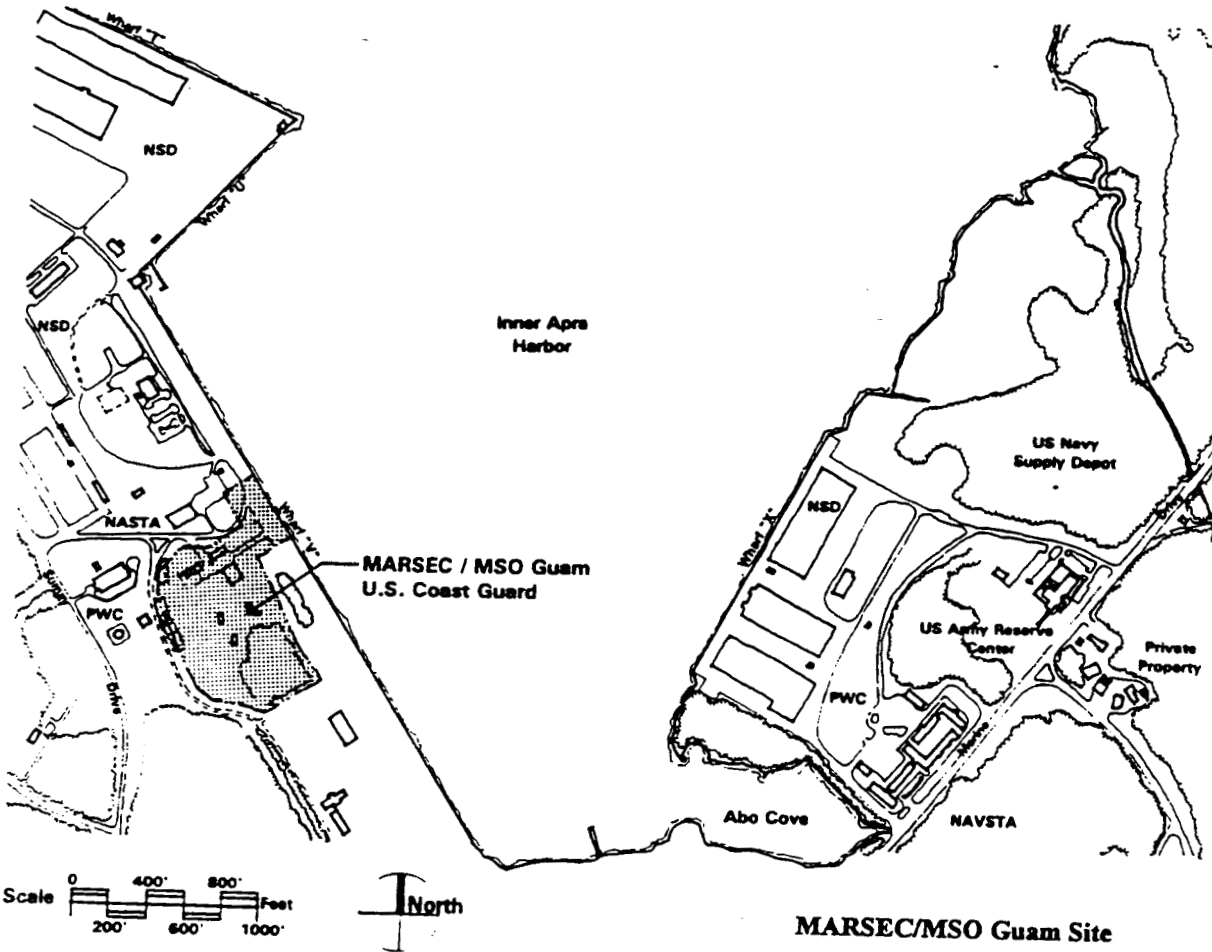 Wharf "T"
NSD
Wharf "U"
NSD
Inner Apra
Harbor
US Navy
Supply Depot
Drive
NSD
Wharf "X"
NASTA
Wharf "V"
MARSEC / MSO Guam
U.S. Coast Guard
PWC
US Army Reserve
Center
Private
Property
Drive
PWC
Marine
Abo Cove
NAVSTA
Scale
0 400' 800'
Feet
200' 600' 1000'
North
MARSEC/MSO Guam Site